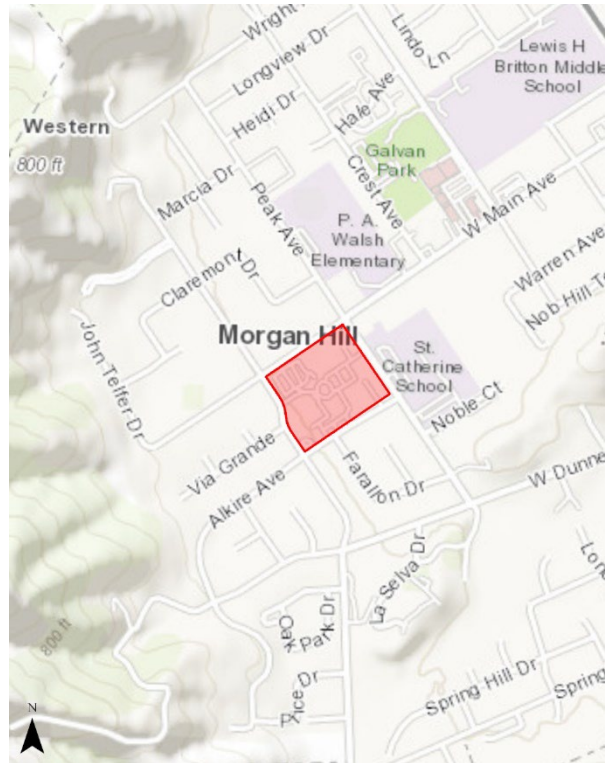 Wright
Longview Dr
Lindo Ln
Lewis H
Britton Middle
School
Heidi Dr
Hale Ave
Western
800 ft
Galvan
Park
Marcia Dr
Crest Ave
Peak Ave
W Main Ave
P. A.
Walsh
Elementary
Warren Ave
Claremont Dr
Nob Hill
Morgan Hill
St.
Catherine
School
John Telfer Dr
Noble Ct
Via Grande
Alkire Ave
Farallon Dr
W Dunne
La Selva Dr
800 ft
Oak Park Dr
Rice Dr
Spring Hill Dr
Spring
N